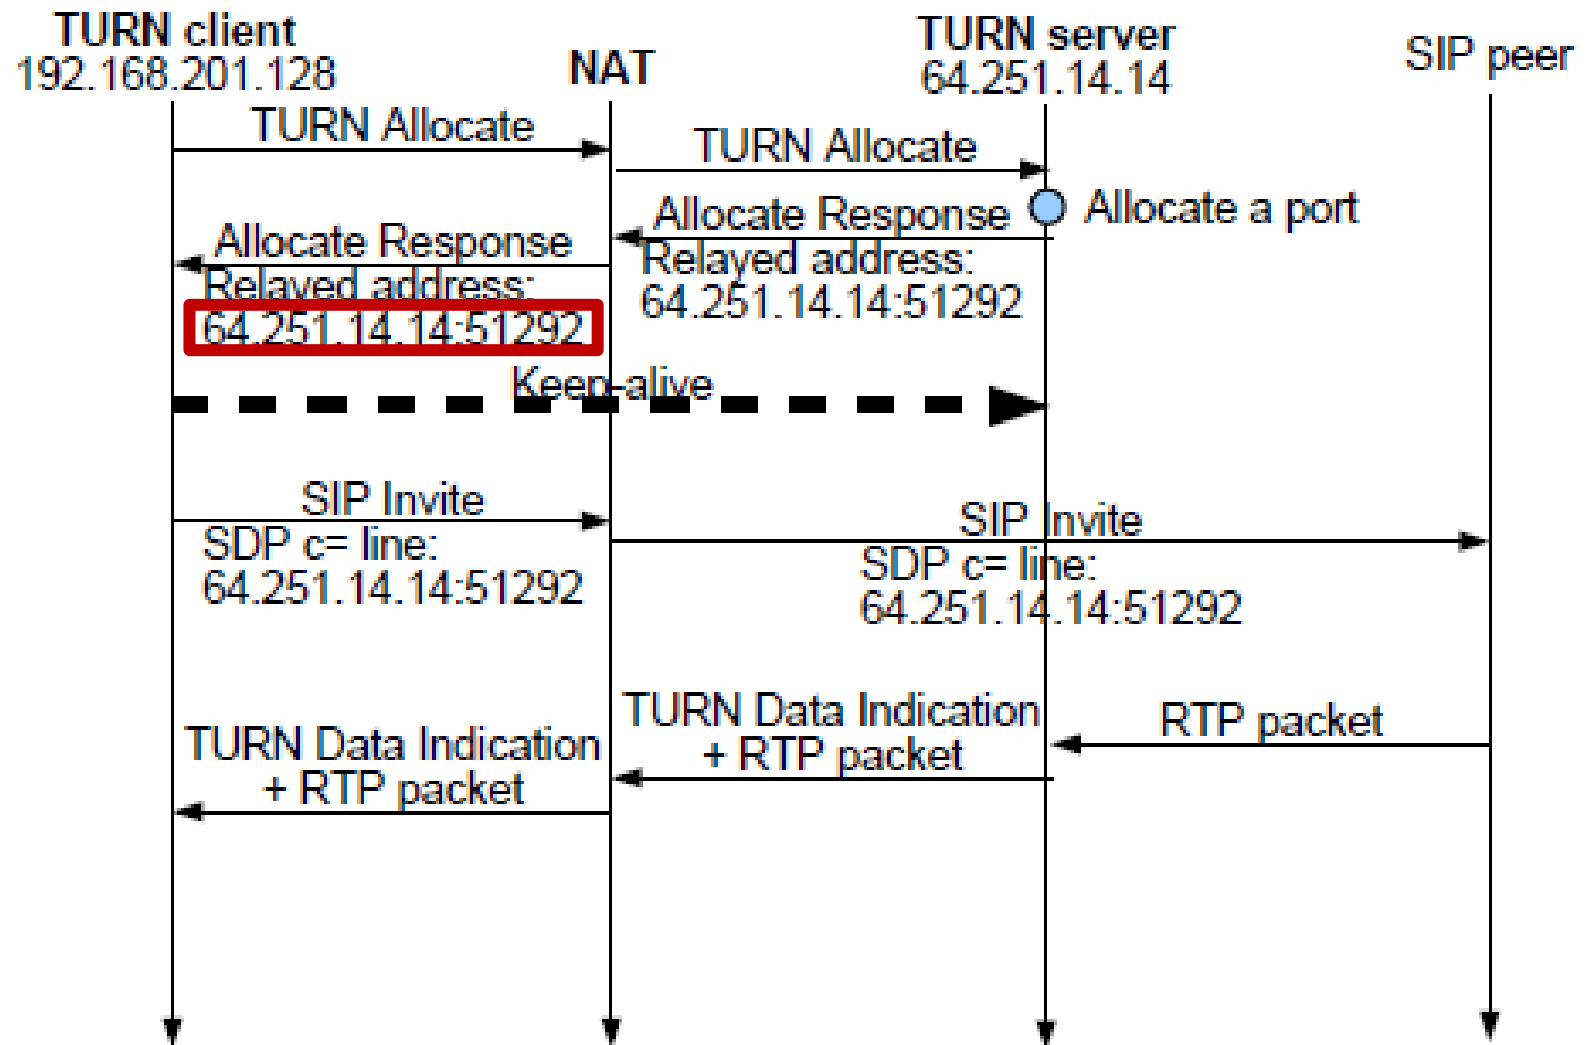 TURN client
192.168.201.128
NAT
TURN server
64.251.14.14
SIP peer
TURN Allocate
TURN Allocate
Allocate a port
Allocate Response
Relayed address:
64.251.14.14:51292
Allocate Response
Relayed address:
64.251.14.14:51292
Keep-alive
SIP Invite
SDP c= line:
64.251.14.14:51292
SIP Invite
SDP c= line:
64.251.14.14:51292
RTP packet
TURN Data Indication
+ RTP packet
TURN Data Indication
+ RTP packet